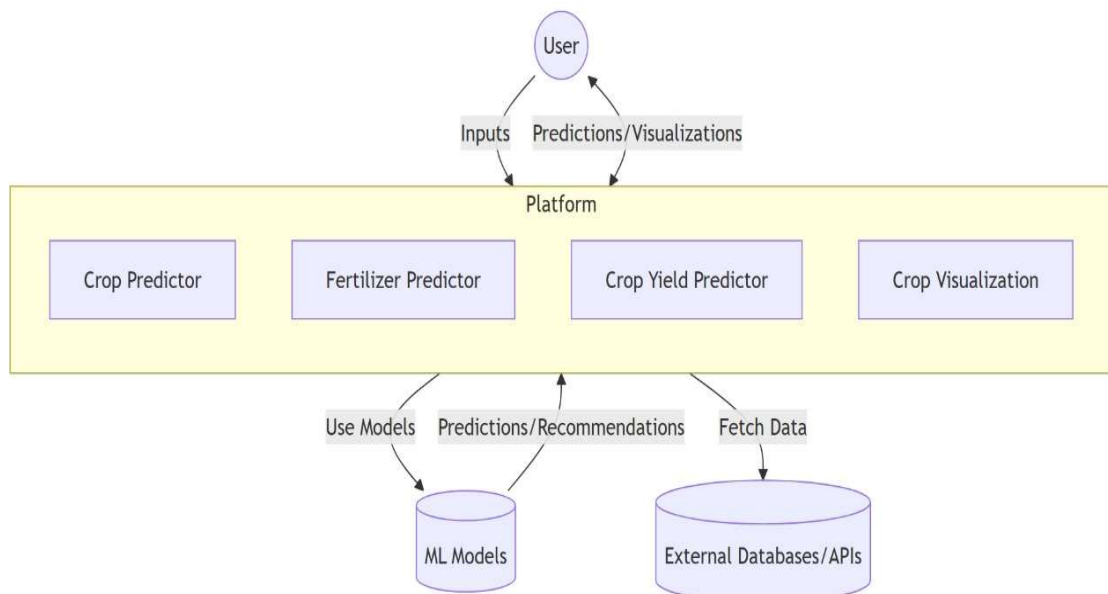 User
Inputs
Predictions/Visualizations
Platform
Crop Predictor
Fertilizer Predictor
Crop Yield Predictor
Crop Visualization
Use Models
Predictions/Recommendations
Fetch Data
ML Models
External Databases/APIs